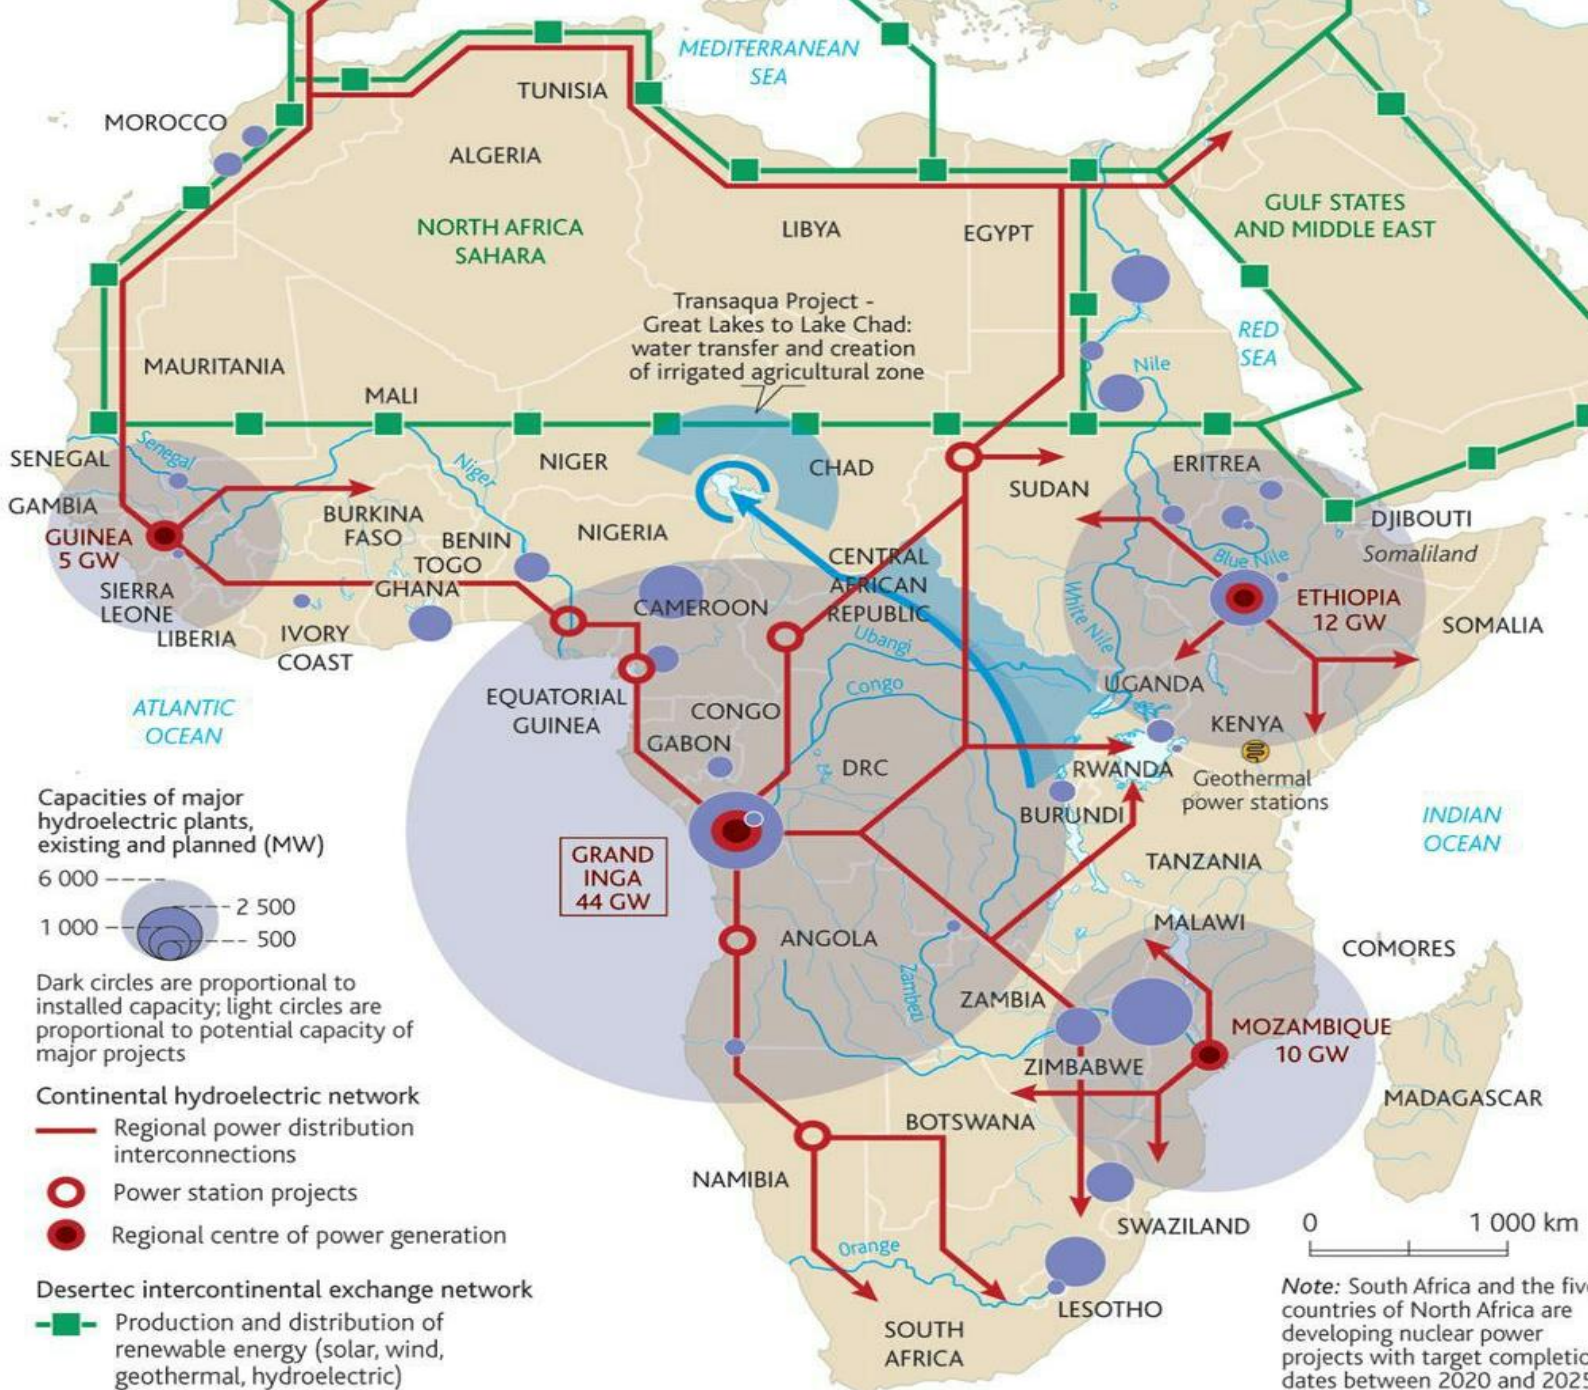 MEDITERRANEAN
SEA
TUNISIA
MOROCCO
ALGERIA
NORTH AFRICA
SAHARA
LIBYA
EGYPT
GULF STATES
AND MIDDLE EAST
Transaqua Project -
Great Lakes to Lake Chad:
water transfer and creation
of irrigated agricultural zone
RED
SEA
Nile
MAURITANIA
MALI
SENEGAL
Senegal
Niger
NIGER
CHAD
SUDAN
ERITREA
GAMBIA
GUINEA
5 GW
BURKINA
FASO
BENIN
TOGO
GHANA
NIGERIA
DJIBOUTI
Somaliland
Blue Nile
CENTRAL
AFRICAN
REPUBLIC
SIERRA
LEONE
LIBERIA
IVORY
COAST
CAMEROON
White Nile
ETHIOPIA
12 GW
SOMALIA
Ubangi
Congo
UGANDA
EQUATORIAL
GUINEA
CONGO
GABON
DRC
KENYA
RWANDA
BURUNDI
Geothermal
power stations
ATLANTIC
OCEAN
INDIAN
OCEAN
GRAND
INGA
44 GW
TANZANIA
MALAWI
COMORES
ANGOLA
Zambezi
ZAMBIA
MOZAMBIQUE
10 GW
ZIMBABWE
MADAGASCAR
BOTSWANA
NAMIBIA
SWAZILAND
Orange
LESOTHO
SOUTH
AFRICA
Capacities of major
hydroelectric plants,
existing and planned (MW)
6 000
2 500
1 000
500
Dark circles are proportional to
installed capacity; light circles are
proportional to potential capacity of
major projects
Continental hydroelectric network
Regional power distribution
interconnections
Power station projects
Regional centre of power generation
Desertec intercontinental exchange network
Production and distribution of
renewable energy (solar, wind,
geothermal, hydroelectric)
0 1 000 km
Note: South Africa and the five
countries of North Africa are
developing nuclear power
projects with target completio
dates between 2020 and 2025